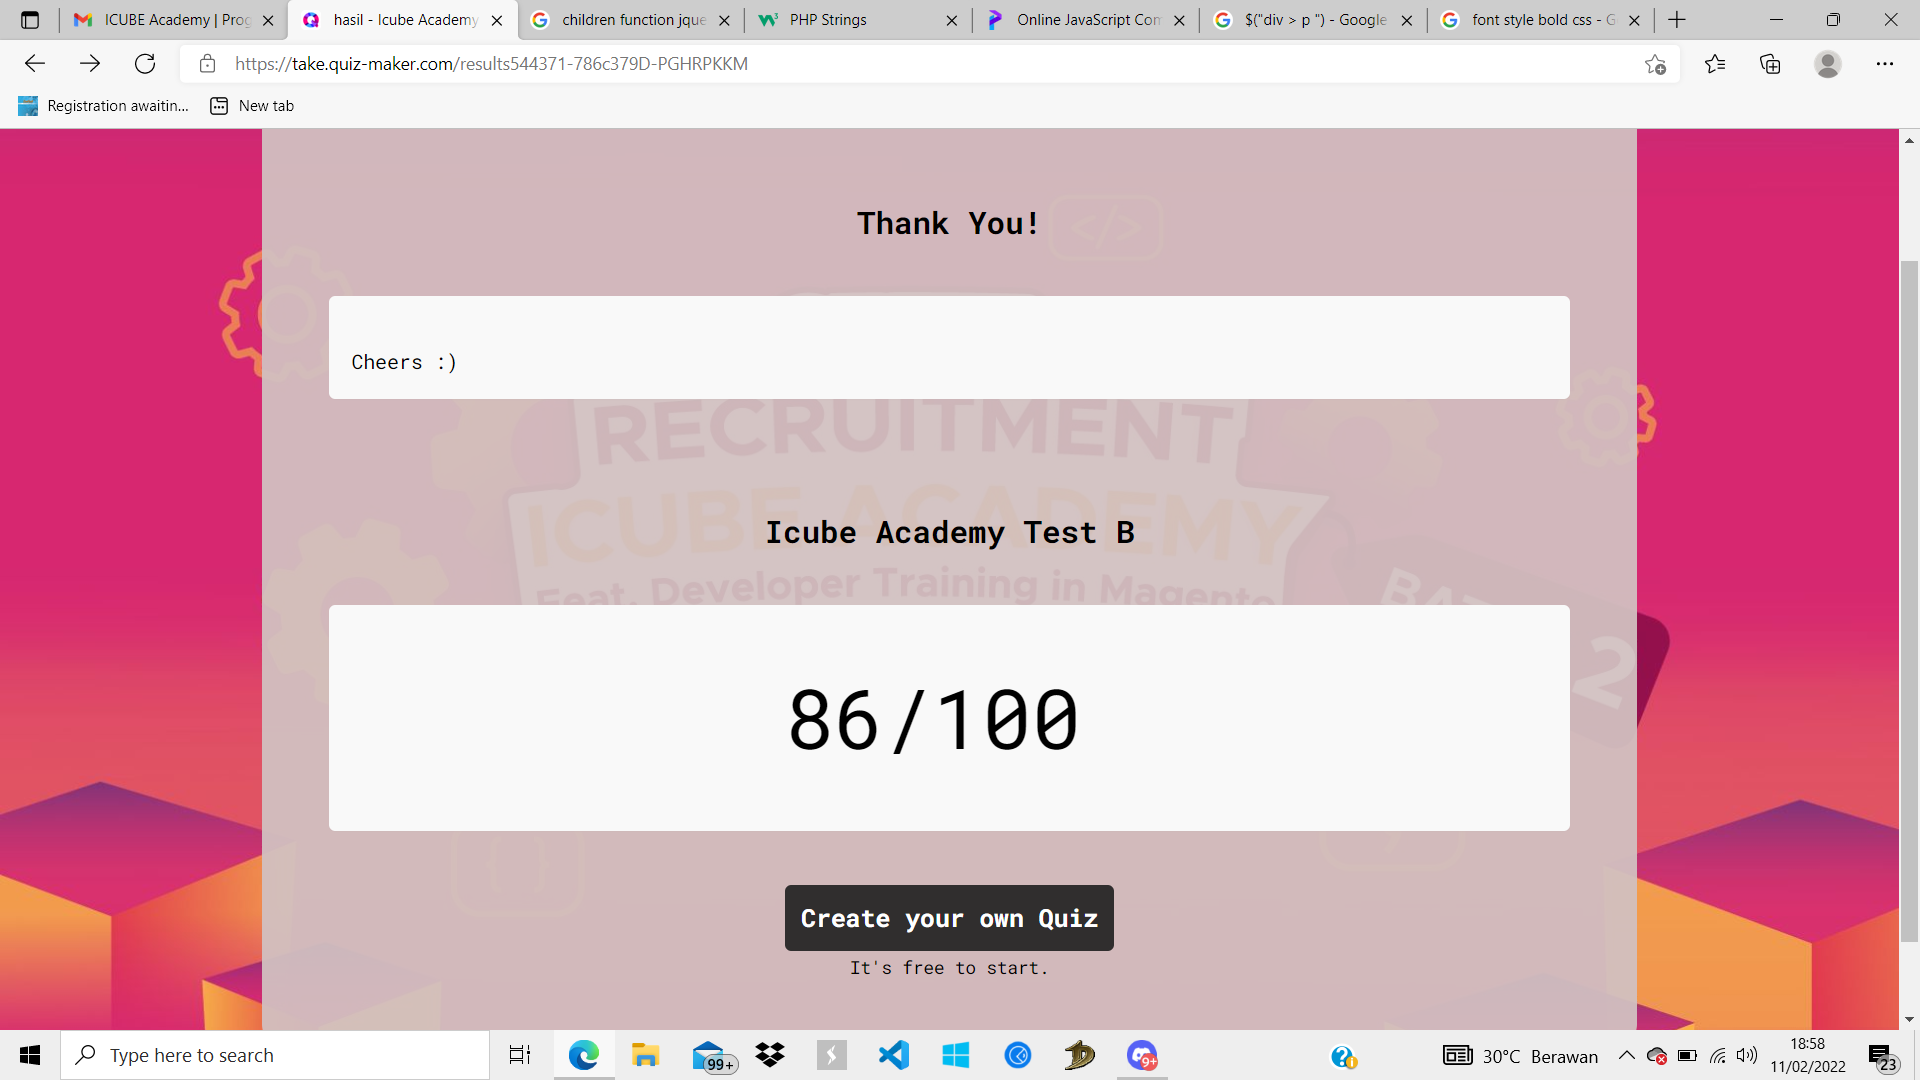 ICUBE Academy | Prog
hasil - Icube Academy
children function jque
PHP Strings
Online JavaScript Com
$("div > p ") - Google
font style bold css - G
https://take.quiz-maker.com/results544371-786c379D-PGHRPKKM
Registration awaitin...
New tab
Thank You!
</>
Cheers :)
RECRUITMENT
ICUBE ACADEMY
Icube Academy Test B
Feat. Developer Training in Magento
2
86/100
{}
Create your own Quiz
It's free to start.
Type here to search
99+
9+
30°C Berawan
18:58
11/02/2022
23